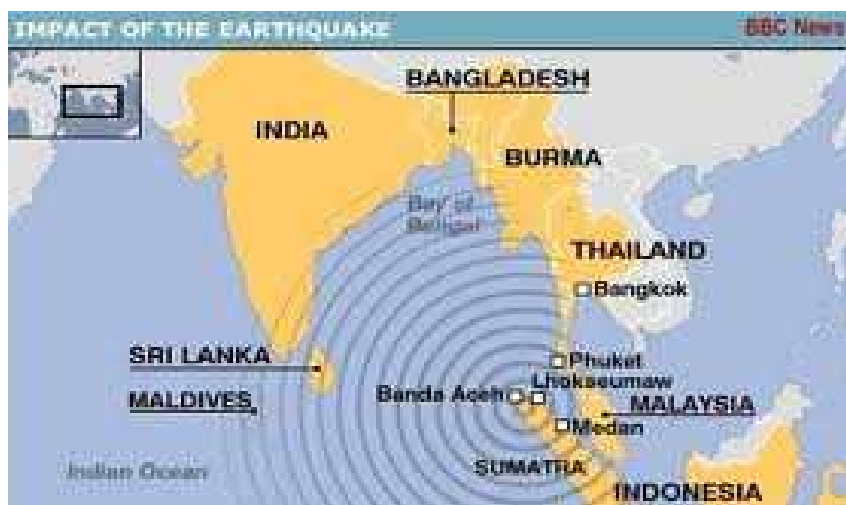 IMPACT OF THE EARTHQUAKE
BBC News
BANGLADESH
INDIA
BURMA
Bay of
Bengal
THAILAND
Bangkok
SRI LANKA
Phuket
Lhokseumaw
Banda Aceh
MALDIVES
MALAYSIA
Medan
Indian Ocean
SUMATRA
INDONESIA